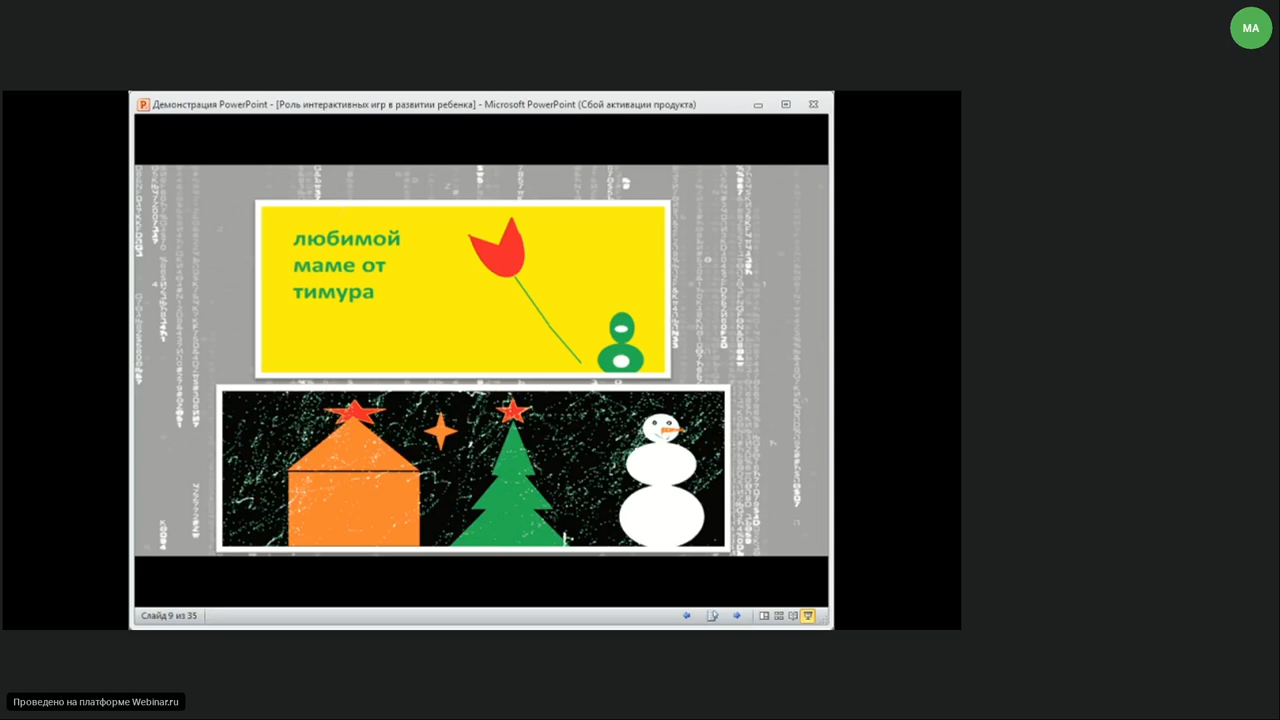 МА
Демонстрация PowerPoint - [Роль интерактивных игр в развитии ребенка] - Microsoft PowerPoint (Сбой активации продукта)
любимой
маме от
тимура
Слайд 9 из 35
Проведено на платформе Webinar.ru